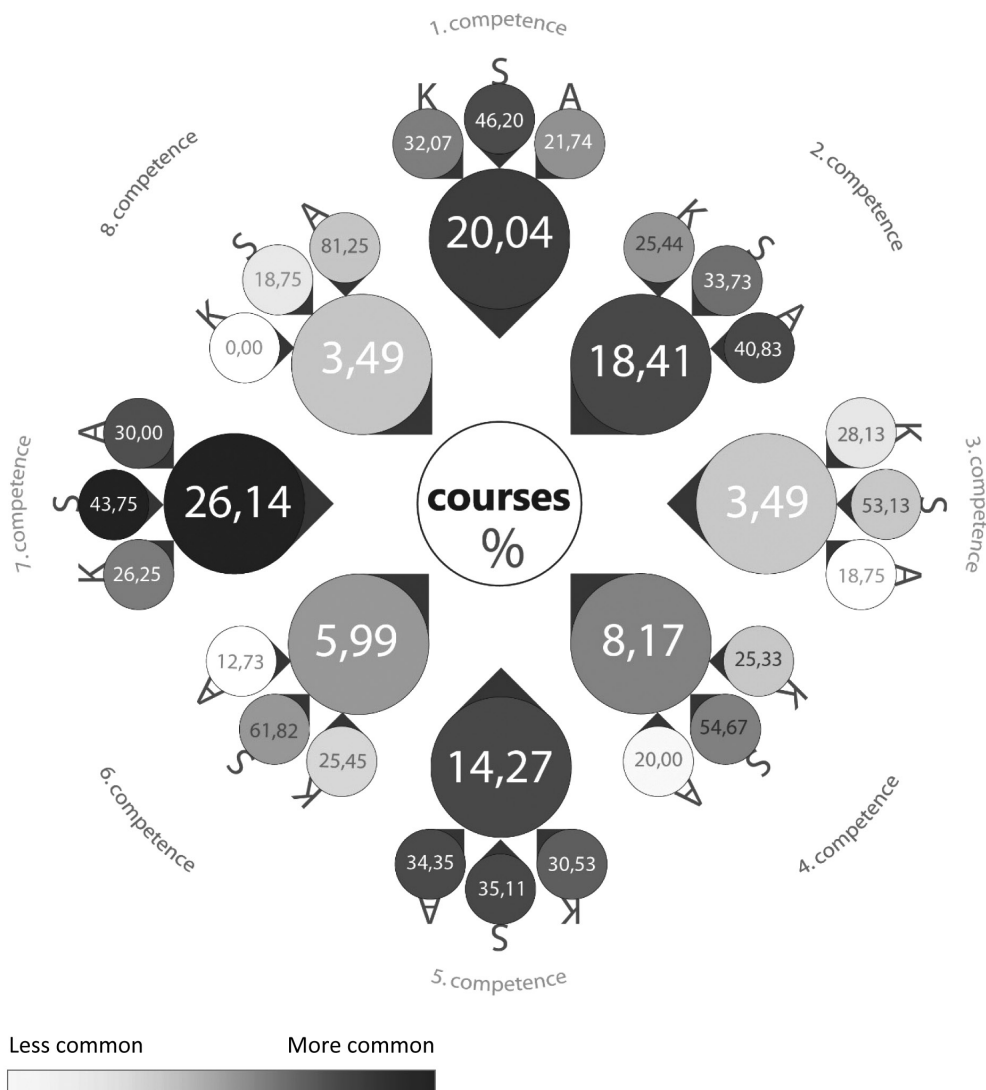 1. competence
K
S
A
32,07
46,20
21,74
20,04
2. competence
K
S
A
25,44
33,73
40,83
18,41
3. competence
K
S
A
28,13
53,13
18,75
3,49
4. competence
K
S
A
25,33
54,67
20,00
8,17
5. competence
K
S
A
30,53
35,11
34,35
14,27
6. competence
K
S
A
25,45
61,82
12,73
5,99
7. competence
K
S
A
26,25
43,75
30,00
26,14
8. competence
K
S
A
0,00
18,75
81,25
3,49
courses
%
Less common
More common